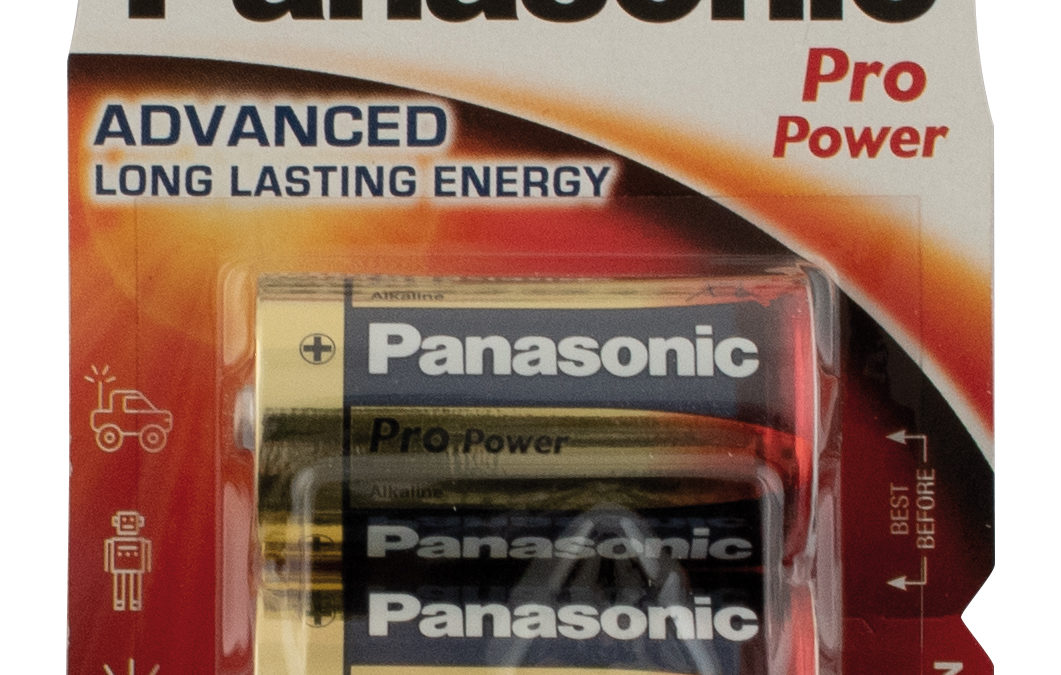 Panasonic
Pro
Power
ADVANCED
LONG LASTING ENERGY
Alkaline
Panasonic
Pro Power
Alkaline
Panasonic
Panasonic
BEST
BEFORE
N